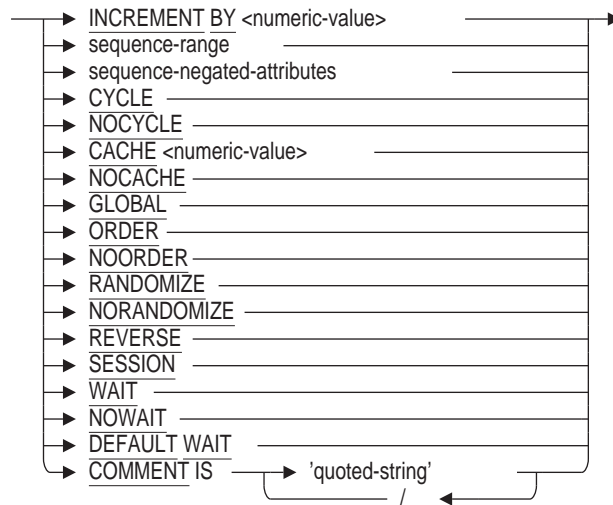 INCREMENT BY <numeric-value>
sequence-range
sequence-negated-attributes
CYCLE
NOCYCLE
CACHE <numeric-value>
NOCACHE
GLOBAL
ORDER
NOORDER
RANDOMIZE
NORANDOMIZE
REVERSE
SESSION
WAIT
NOWAIT
DEFAULT WAIT
COMMENT IS 'quoted-string'
/